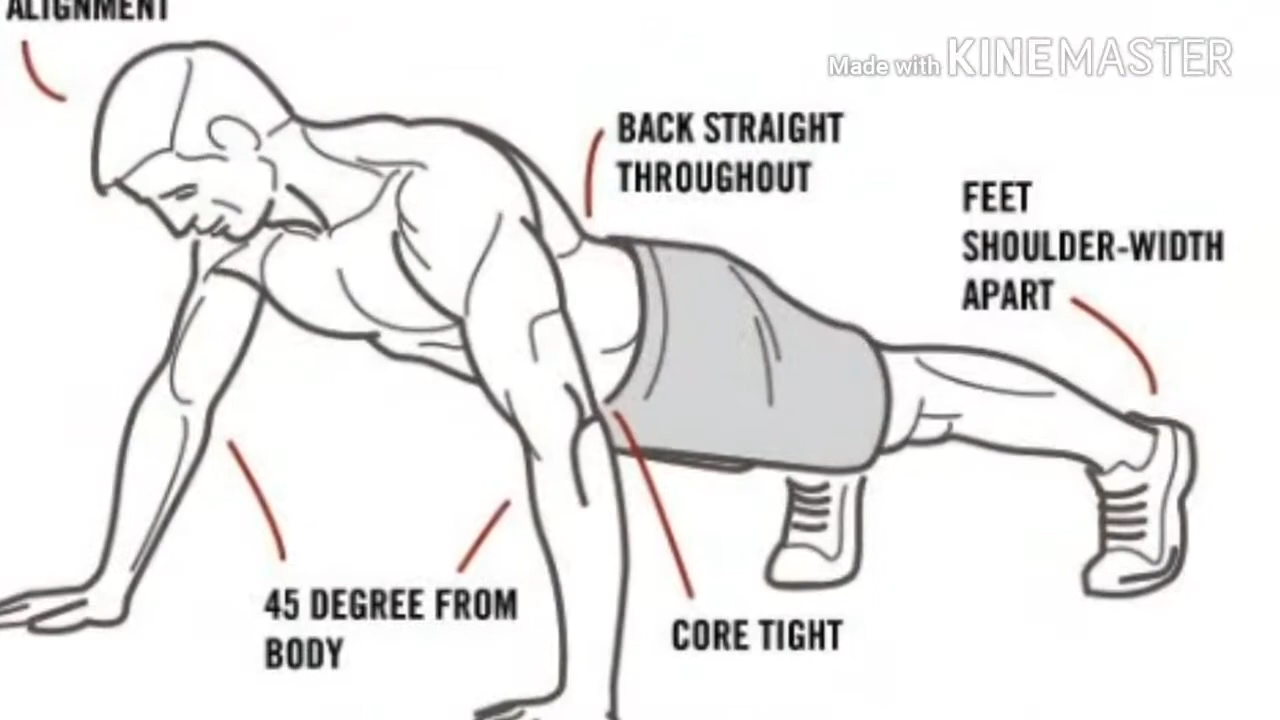 ALIGNMENT
Made with KINEMASTER
BACK STRAIGHT
THROUGHOUT
FEET
SHOULDER-WIDTH
APART
45 DEGREE FROM
BODY
CORE TIGHT